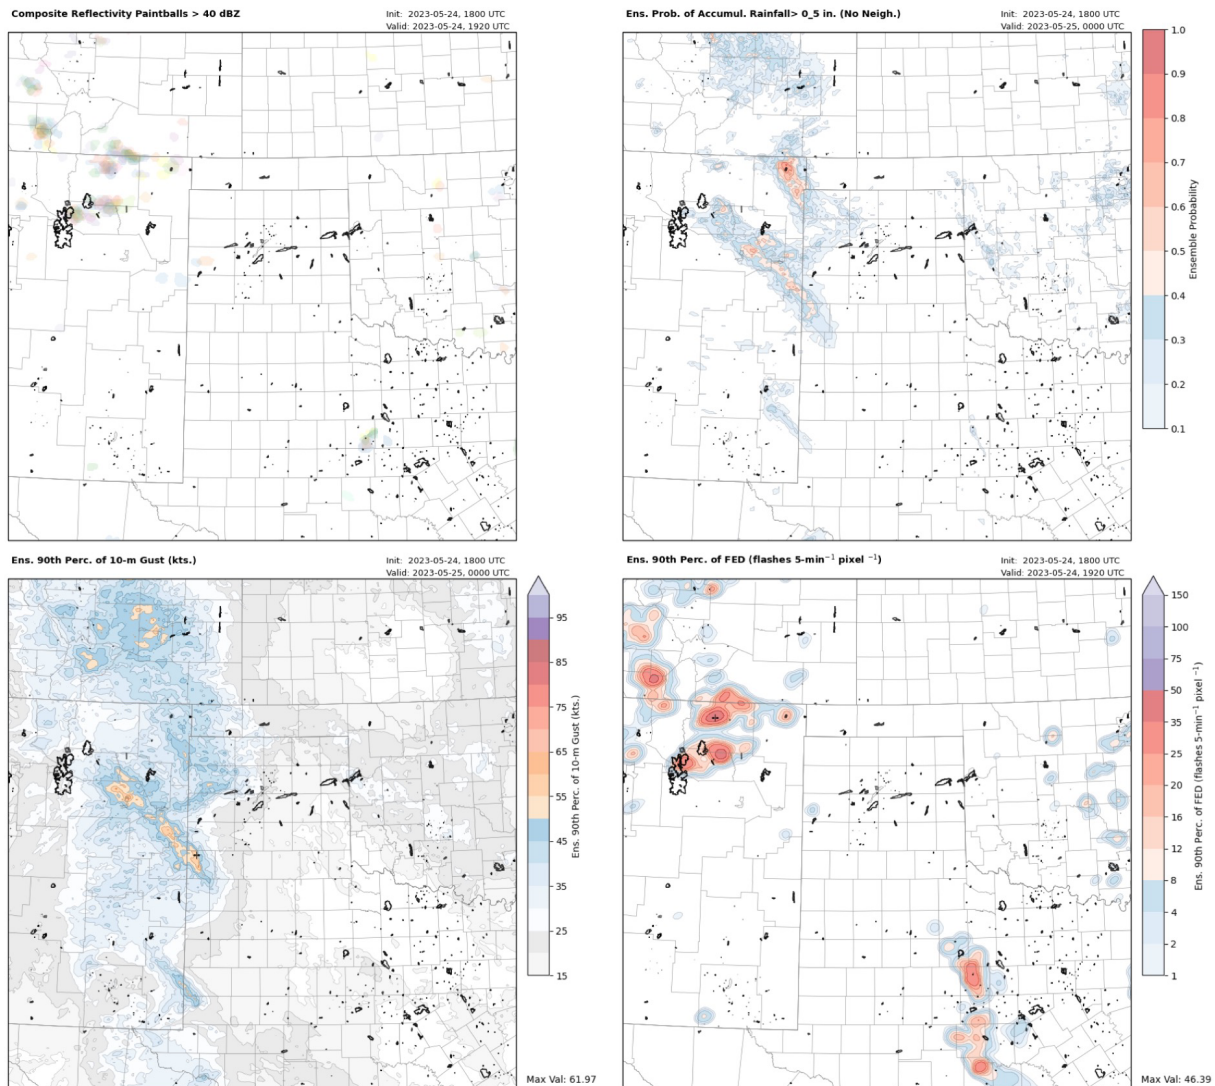 Composite Reflectivity Paintballs > 40 dBZ
Init: 2023-05-24, 1800 UTC
Valid: 2023-05-24, 1920 UTC
Ens. Prob. of Accumul. Rainfall> 0_5 in. (No Neigh.)
Init: 2023-05-24, 1800 UTC
Valid: 2023-05-25, 0000 UTC
1.0
0.9
0.8
0.7
0.6
0.5
0.4
0.3
0.2
0.1
Ensemble Probability
Ens. 90th Perc. of 10-m Gust (kts.)
Init: 2023-05-24, 1800 UTC
Valid: 2023-05-25, 0000 UTC
95
85
75
65
55
45
35
25
15
Ens. 90th Perc. of 10-m Gust (kts.)
Max Val: 61.97
Ens. 90th Perc. of FED (flashes 5-min⁻¹ pixel ⁻¹)
Init: 2023-05-24, 1800 UTC
Valid: 2023-05-24, 1920 UTC
150
100
75
50
35
25
20
16
12
8
4
2
1
Ens. 90th Perc. of FED (flashes 5-min⁻¹ pixel ⁻¹)
Max Val: 46.39